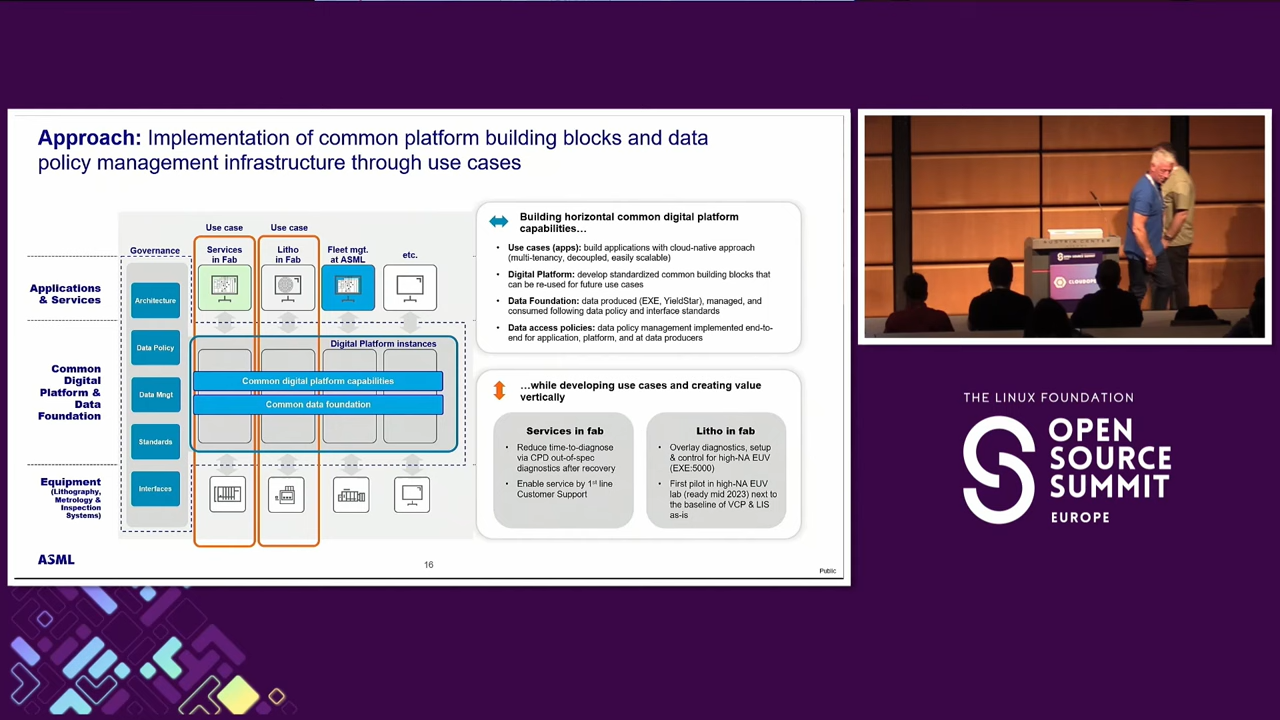 Approach: Implementation of common platform building blocks and data
policy management infrastructure through use cases
Use case
Use case
Governance
Services
in Fab
Litho
in Fab
Fleet mgt.
at ASML
etc.
Applications
& Services
Architecture
Data Policy
Data Mngt
Standards
Interfaces
Common
Digital
Platform &
Data
Foundation
Digital Platform instances
Common digital platform capabilities
Common data foundation
Equipment
(Lithography,
Metrology &
Inspection
Systems)
Building horizontal common digital platform
capabilities…
• Use cases (apps): build applications with cloud-native approach
(multi-tenancy, decoupled, easily scalable)
• Digital Platform: develop standardized common building blocks that
can be re-used for future use cases
• Data Foundation: data produced (EXE, YieldStar), managed, and
consumed following data policy and interface standards
• Data access policies: data policy management implemented end-to-
end for application, platform, and at data producers
…while developing use cases and creating value
vertically
Services in fab
• Reduce time-to-diagnose
via CPD out-of-spec
diagnostics after recovery
• Enable service by 1st line
Customer Support
Litho in fab
• Overlay diagnostics, setup
& control for high-NA EUV
(EXE:5000)
• First pilot in high-NA EUV
lab (ready mid 2023) next to
the baseline of VCP & LIS
as-is
ASML
16
Public
CLOUDOP
THE LINUX FOUNDATION
OPEN
SOURCE
SUMMIT
EUROPE